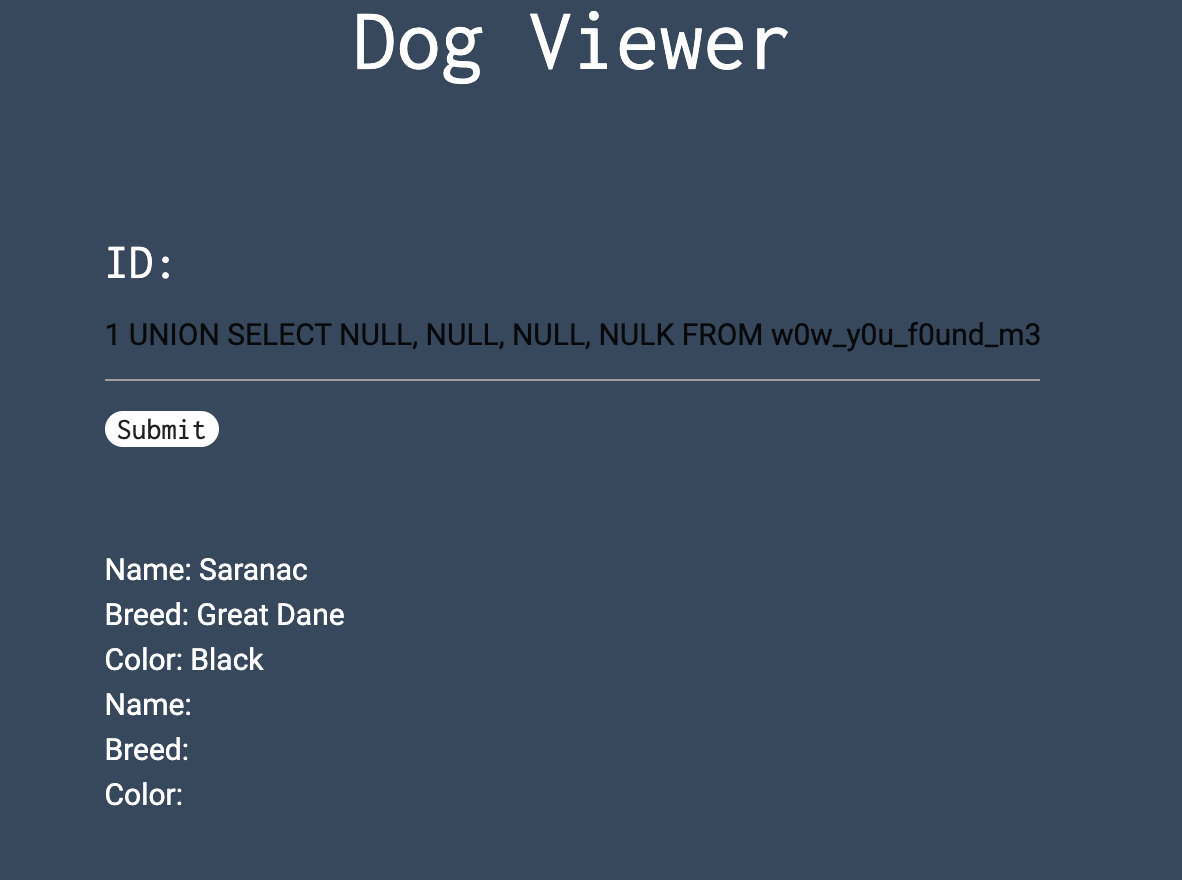 Dog Viewer
ID:
1 UNION SELECT NULL, NULL, NULL, NULK FROM w0w_y0u_f0und_m3
Submit
Name: Saranac
Breed: Great Dane
Color: Black
Name:
Breed:
Color: